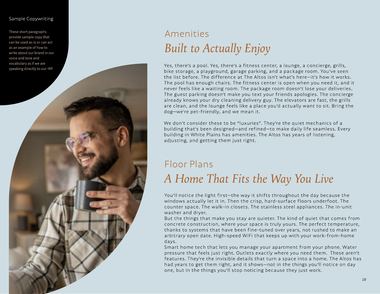 Sample Copywriting
These short paragraphs
provide sample copy that
can be used as is or can act
as an example of how to
write about our brand in our
voice and tone and
vocabulary as if we are
speaking directly to our VIP.
Amenities
Built to Actually Enjoy
Yes, there's a pool. Yes, there's a fitness center, a lounge, a concierge, grills,
bike storage, a playground, garage parking, and a package room. You've seen
the list before. The difference at The Altos isn't what's here—it's how it works.
The pool has enough chairs. The fitness center is open when you need it, and it
never feels like a waiting room. The package room doesn't lose your deliveries.
The guest parking doesn't make you text your friends apologies. The concierge
already knows your dry cleaning delivery guy. The elevators are fast, the grills
are clean, and the lounge feels like a place you'd actually want to sit. Bring the
dog—we're pet-friendly, and we mean it.
We don't consider these to be "luxuries". They're the quiet mechanics of a
building that's been designed—and refined—to make daily life seamless. Every
building in White Plains has amenities. The Altos has years of listening,
adjusting, and getting them just right.
Floor Plans
A Home That Fits the Way You Live
You'll notice the light first—the way it shifts throughout the day because the
windows actually let it in. Then the crisp, hard-surface floors underfoot. The
counter space. The walk-in closets. The stainless steel appliances. The in-unit
washer and dryer.
But the things that make you stay are quieter. The kind of quiet that comes from
concrete construction, where your space is truly yours. The perfect temperature,
thanks to systems that have been fine-tuned over years, not rushed to make an
arbitrary open date. High-speed WiFi that keeps up with your work-from-home
days.
Smart home tech that lets you manage your apartment from your phone. Water
pressure that feels just right. Outlets exactly where you need them. These aren't
features. They're the invisible details that turn a space into a home. The Altos has
had years to get them right, and it shows—not in the things you'll notice on day
one, but in the things you'll stop noticing because they just work.